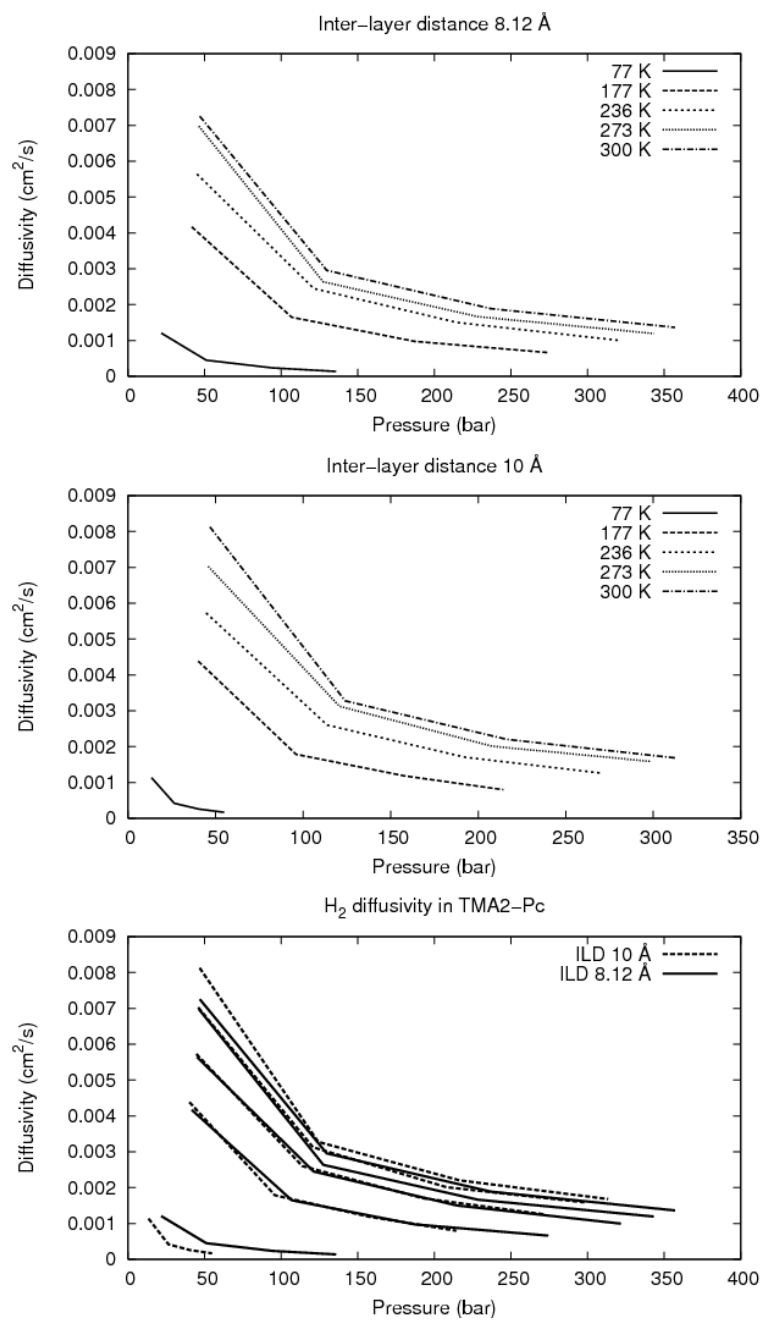 Inter-layer distance 8.12 Å
0.009
0.008
0.007
0.006
0.005
0.004
0.003
0.002
0.001
0
Diffusivity (cm²/s)
77 K
177 K
236 K
273 K
300 K
0 50 100 150 200 250 300 350 400
Pressure (bar)
Inter-layer distance 10 Å
0.009
0.008
0.007
0.006
0.005
0.004
0.003
0.002
0.001
0
Diffusivity (cm²/s)
77 K
177 K
236 K
273 K
300 K
0 50 100 150 200 250 300 350
Pressure (bar)
H₂ diffusivity in TMA2-Pc
0.009
0.008
0.007
0.006
0.005
0.004
0.003
0.002
0.001
0
Diffusivity (cm²/s)
ILD 10 Å
ILD 8.12 Å
0 50 100 150 200 250 300 350 400
Pressure (bar)